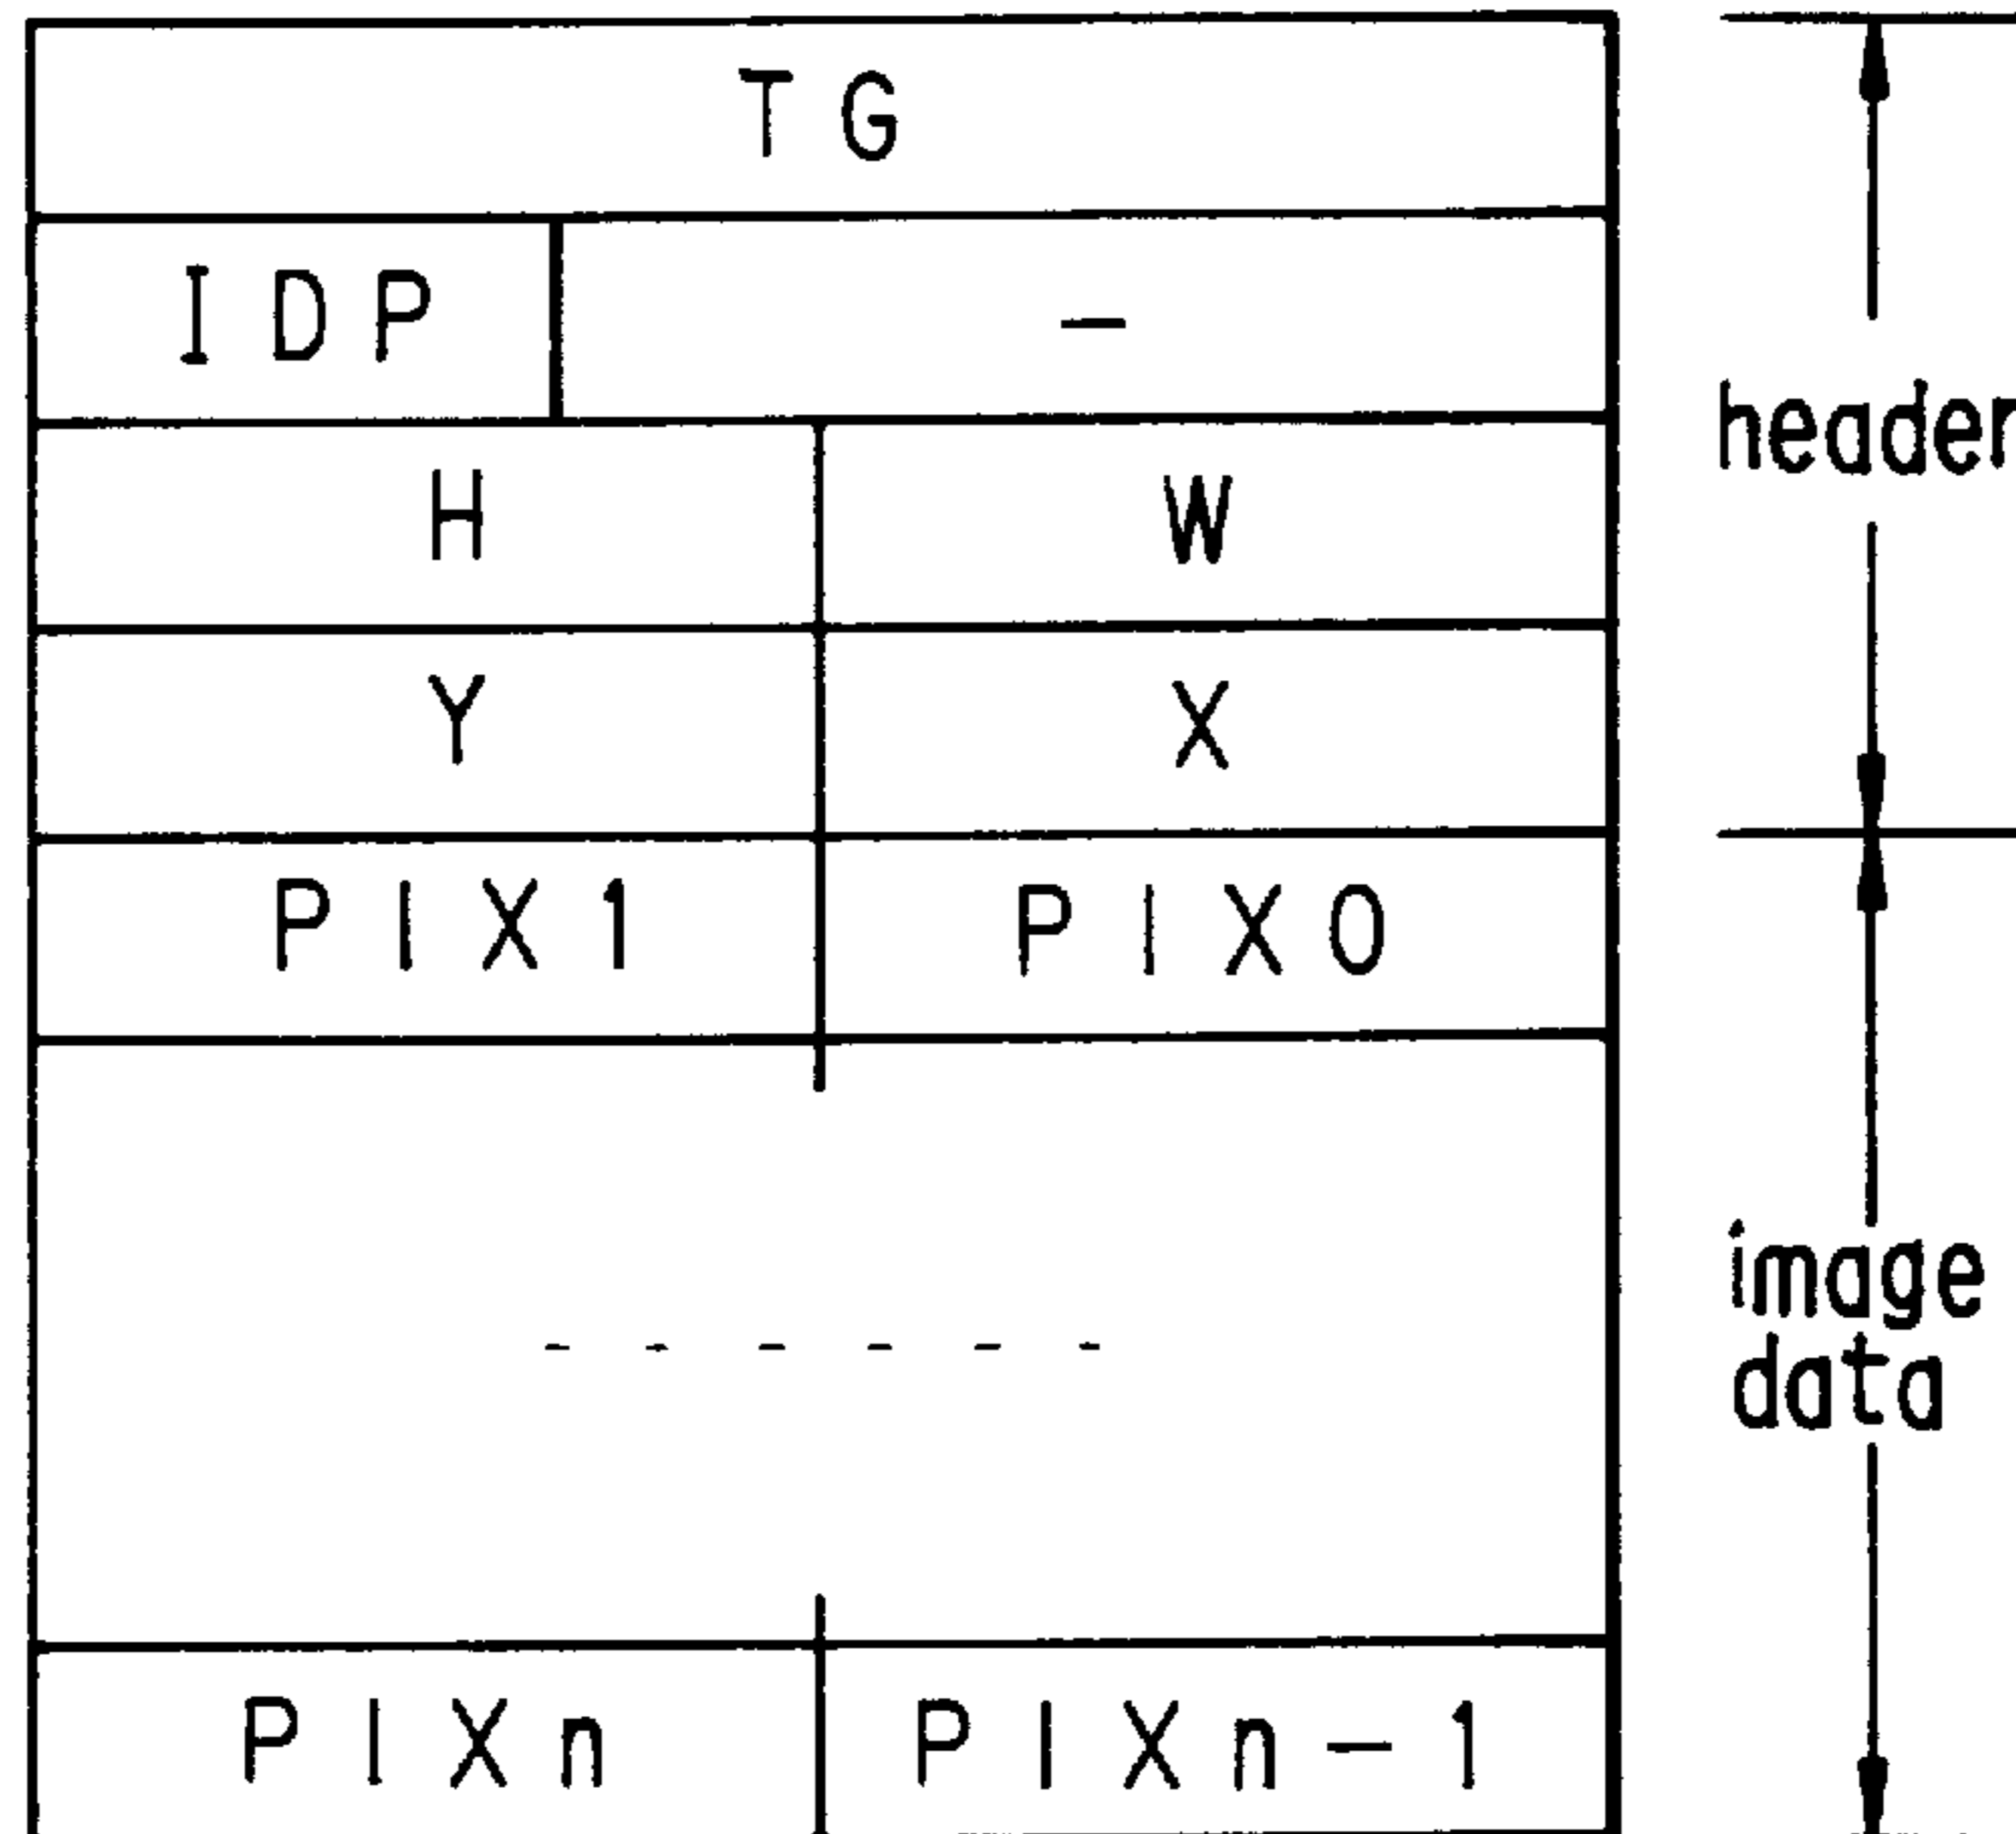 TG
IDP -
header
H W
Y X
PIX1 PIX0
image
data
- - - - - -
PIXn PIXn-1